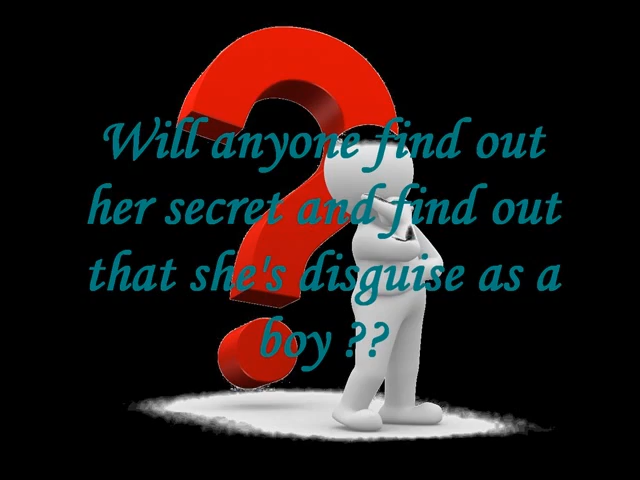 Will anyone find out
her secret and find out
that she's disguise as a
boy ??